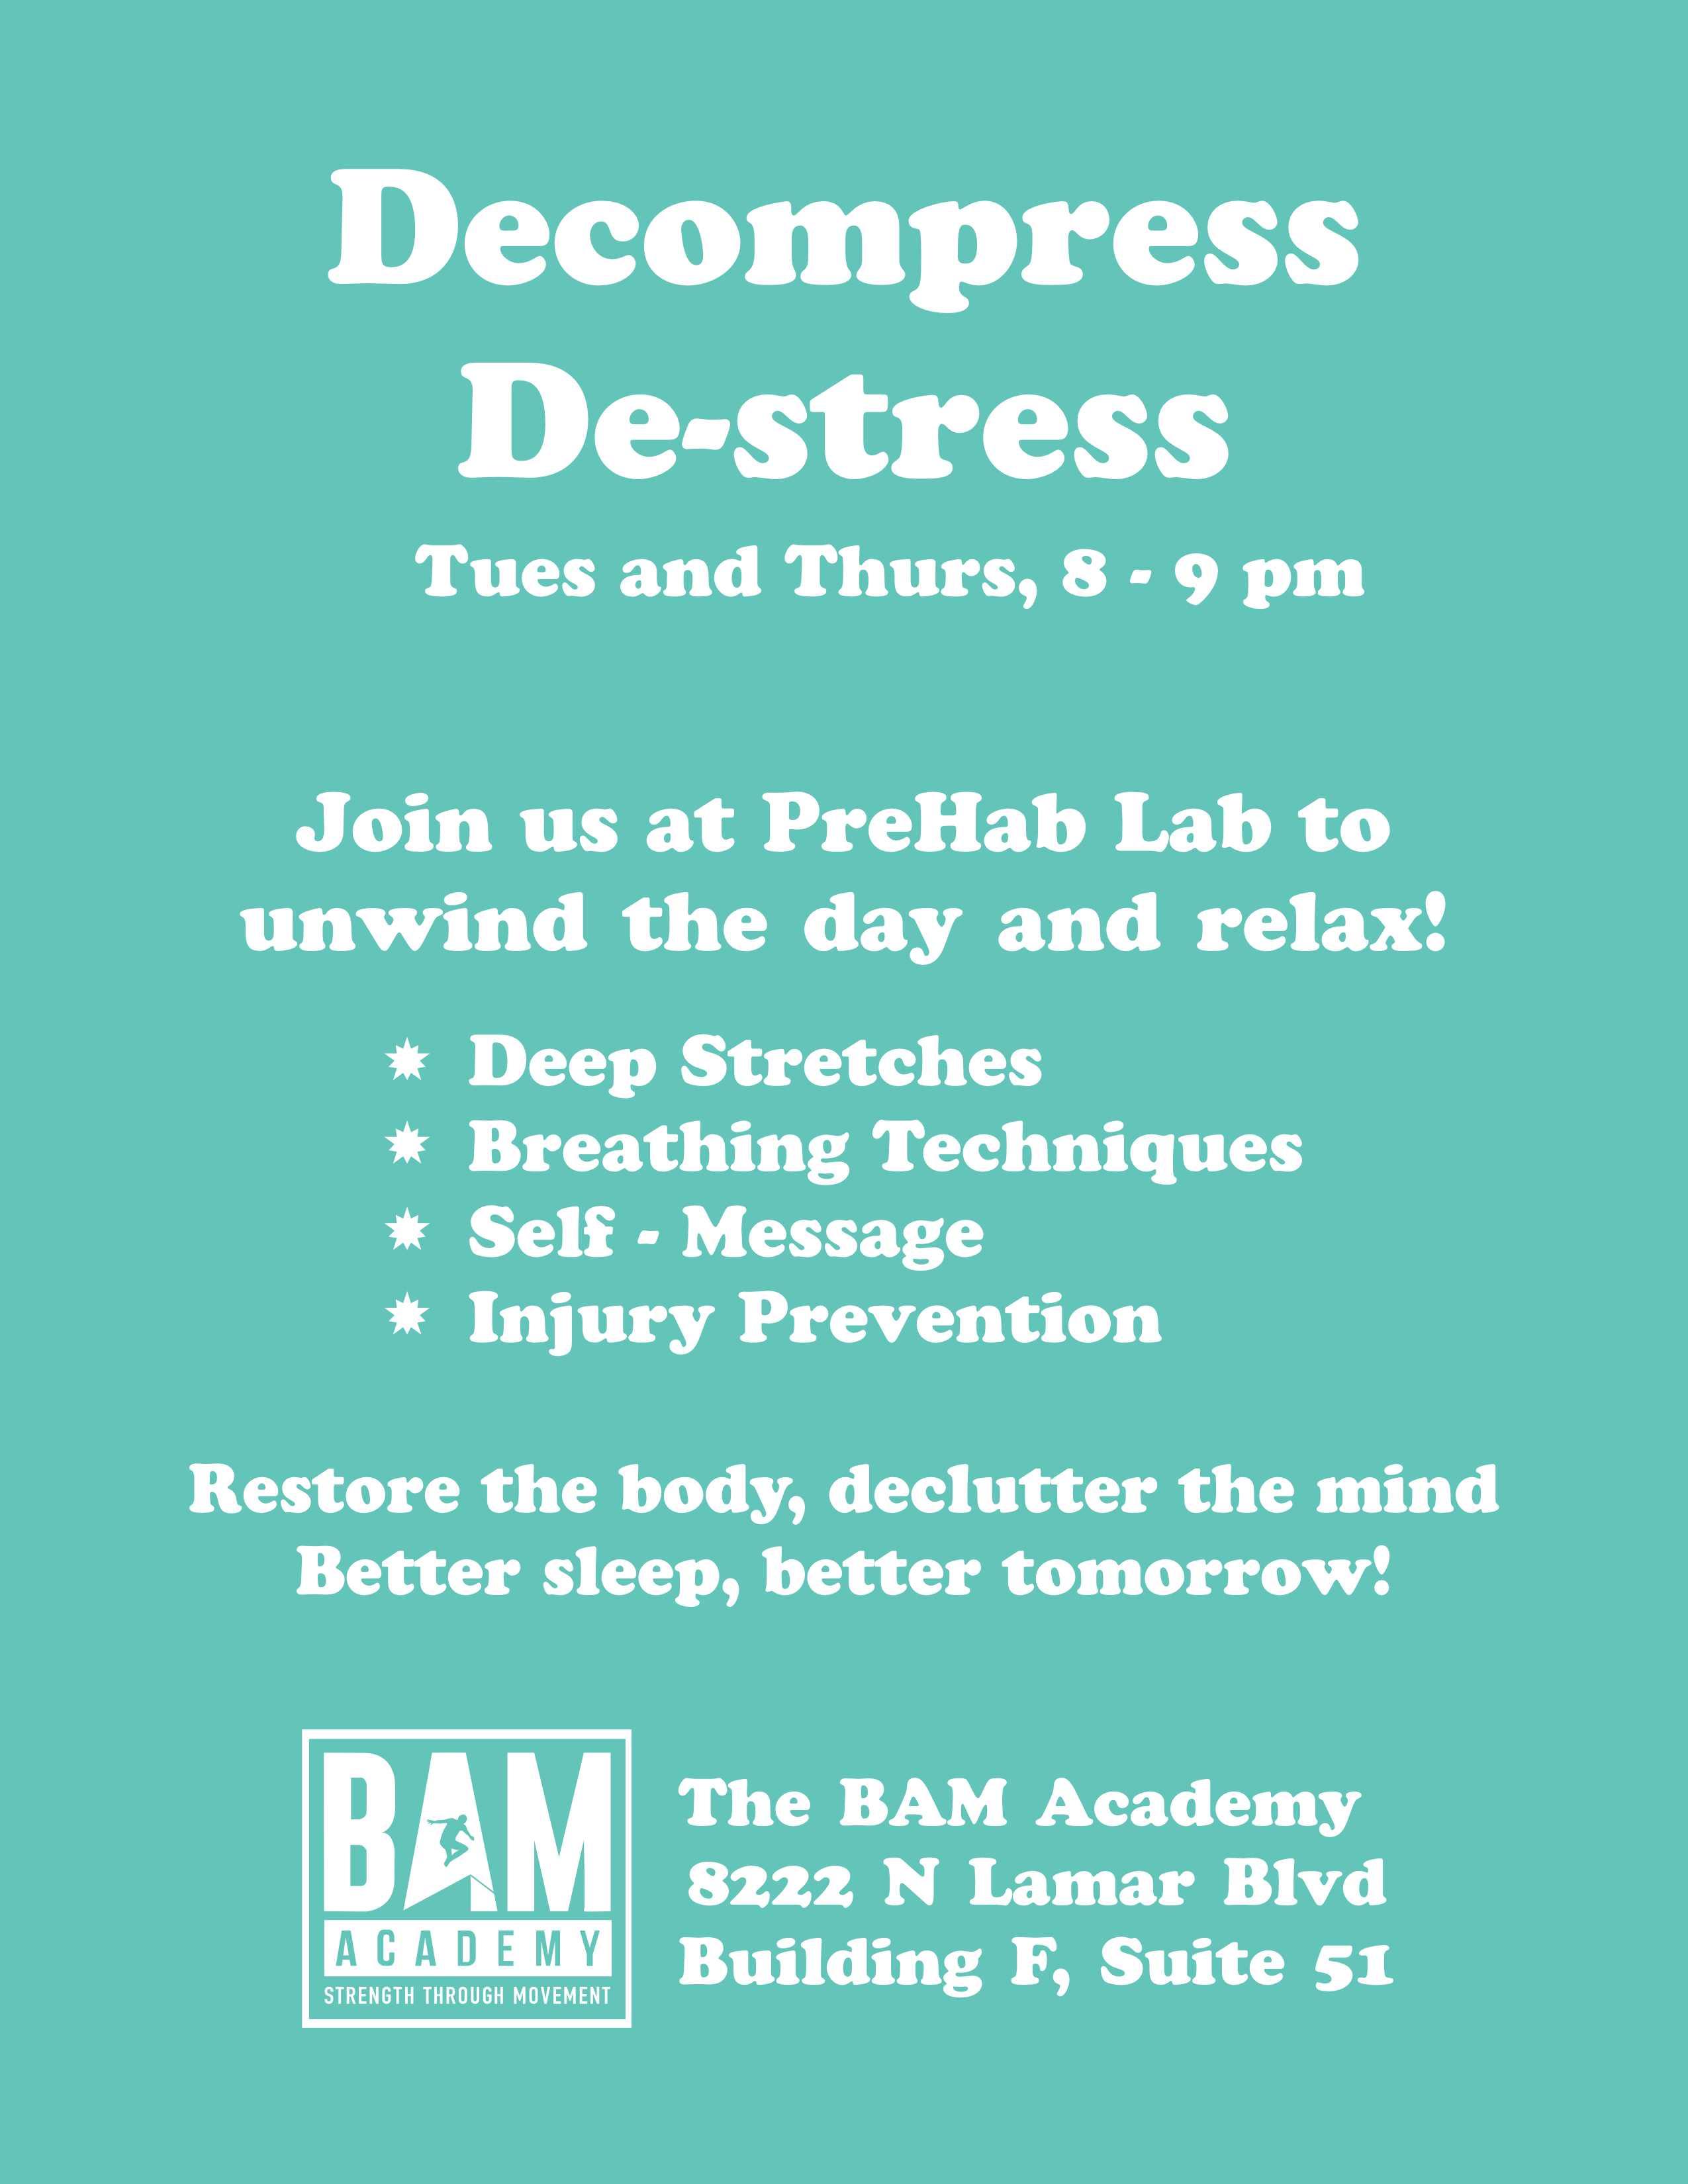 Decompress
De-stress
Tues and Thurs, 8 - 9 pm
Join us at PreHab Lab to
unwind the day and relax!
Deep Stretches
Breathing Techniques
Self - Message
Injury Prevention
Restore the body, declutter the mind
Better sleep, better tomorrow!
BAM
ACADEMY
STRENGTH THROUGH MOVEMENT
The BAM Academy
8222 N Lamar Blvd
Building F, Suite 51